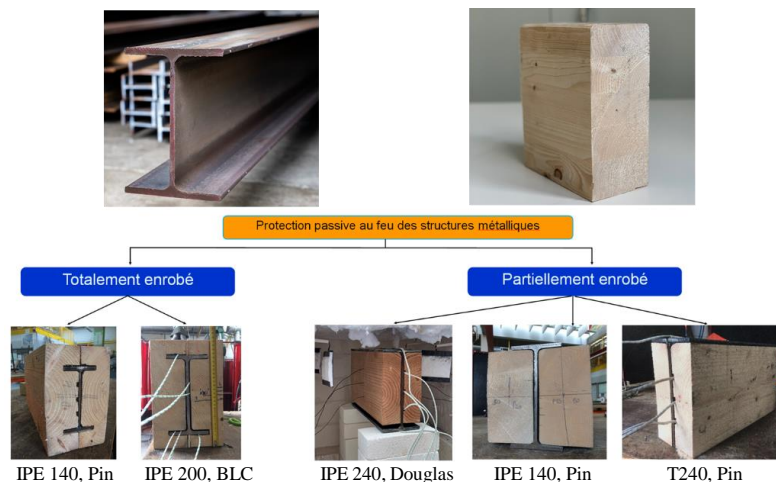 Protection passive au feu des structures métalliques
Totalement enrobé
Partiellement enrobé
IPE 140, Pin
IPE 200, BLC
IPE 240, Douglas
IPE 140, Pin
T240, Pin